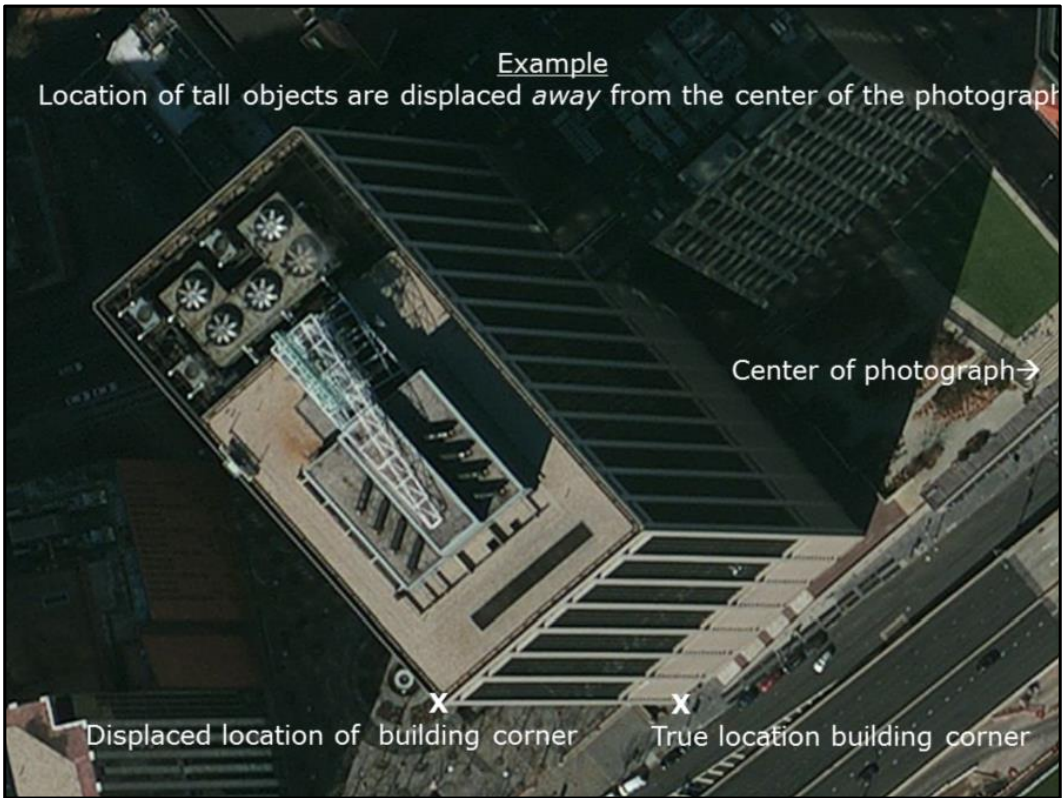 Example
Location of tall objects are displaced away from the center of the photograph
Center of photograph→
X
X
Displaced location of building corner
True location building corner